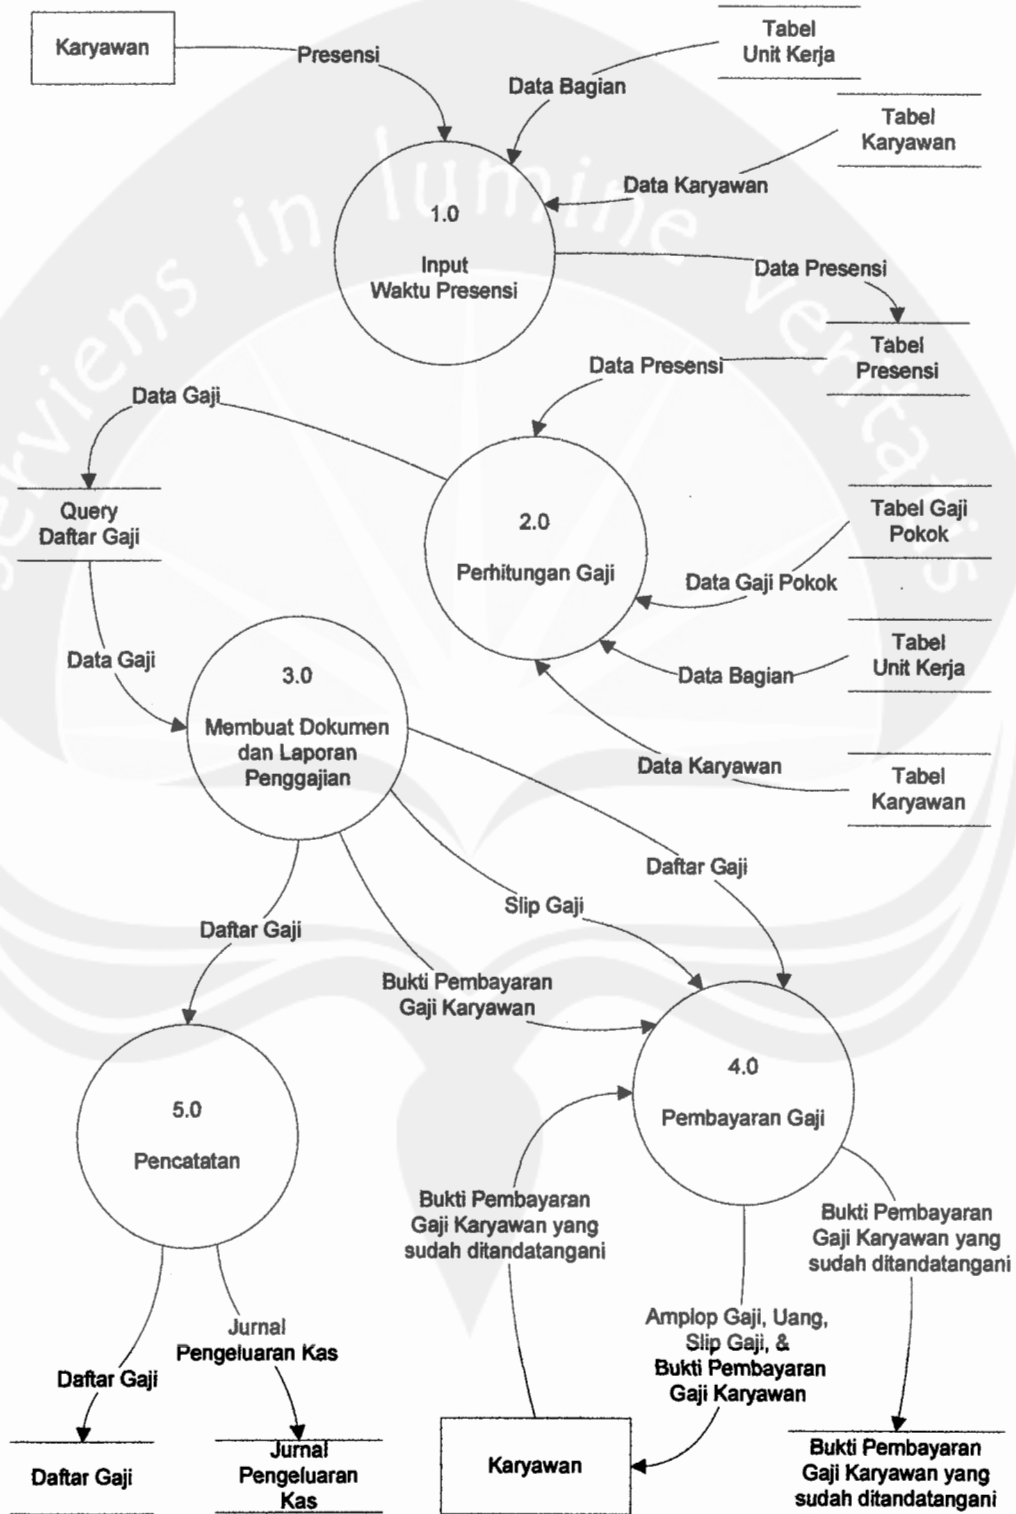 Karyawan
Presensi
Tabel
Unit Kerja
Data Bagian
Tabel
Karyawan
Data Karyawan
1.0
Input
Waktu Presensi
Data Presensi
Tabel
Presensi
Data Presensi
Data Gaji
Query
Daftar Gaji
2.0
Perhitungan Gaji
Tabel Gaji
Pokok
Data Gaji Pokok
Tabel
Unit Kerja
Data Bagian
Data Gaji
3.0
Membuat Dokumen
dan Laporan
Penggajian
Data Karyawan
Tabel
Karyawan
Daftar Gaji
Slip Gaji
Daftar Gaji
Bukti Pembayaran
Gaji Karyawan
4.0
Pembayaran Gaji
5.0
Pencatatan
Bukti Pembayaran
Gaji Karyawan yang
sudah ditandatangani
Bukti Pembayaran
Gaji Karyawan yang
sudah ditandatangani
Amplop Gaji, Uang,
Slip Gaji, &
Bukti Pembayaran
Gaji Karyawan
Jurnal
Pengeluaran Kas
Daftar Gaji
Daftar Gaji
Jurnal
Pengeluaran
Kas
Karyawan
Bukti Pembayaran
Gaji Karyawan yang
sudah ditandatangani
serviens in lumine veritatis